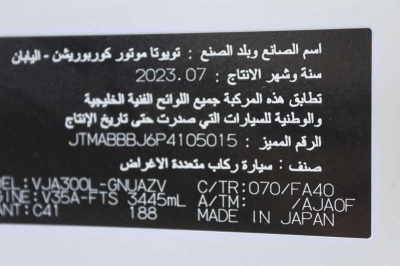 اسم الصانع وبلد الصنع : تويوتا موتور كوربوريشن - اليابان
سنة وشهر الانتاج : 2023.07
تطابق هذه المركبة جميع اللوائح الفنية الخليجية
والوطنية للسيارات التي صدرت حتى تاريخ الإنتاج
الرقم المميز : JTMABBBJ6P4105015
صنف : سيارة ركاب متعددة الاغراض
DEL: VJA300L-GNUAZV C/TR: 070/FA40
GINE: V35A-FTS 3445mL A/TM: /AJA0F
ANT: C41 188 MADE IN JAPAN